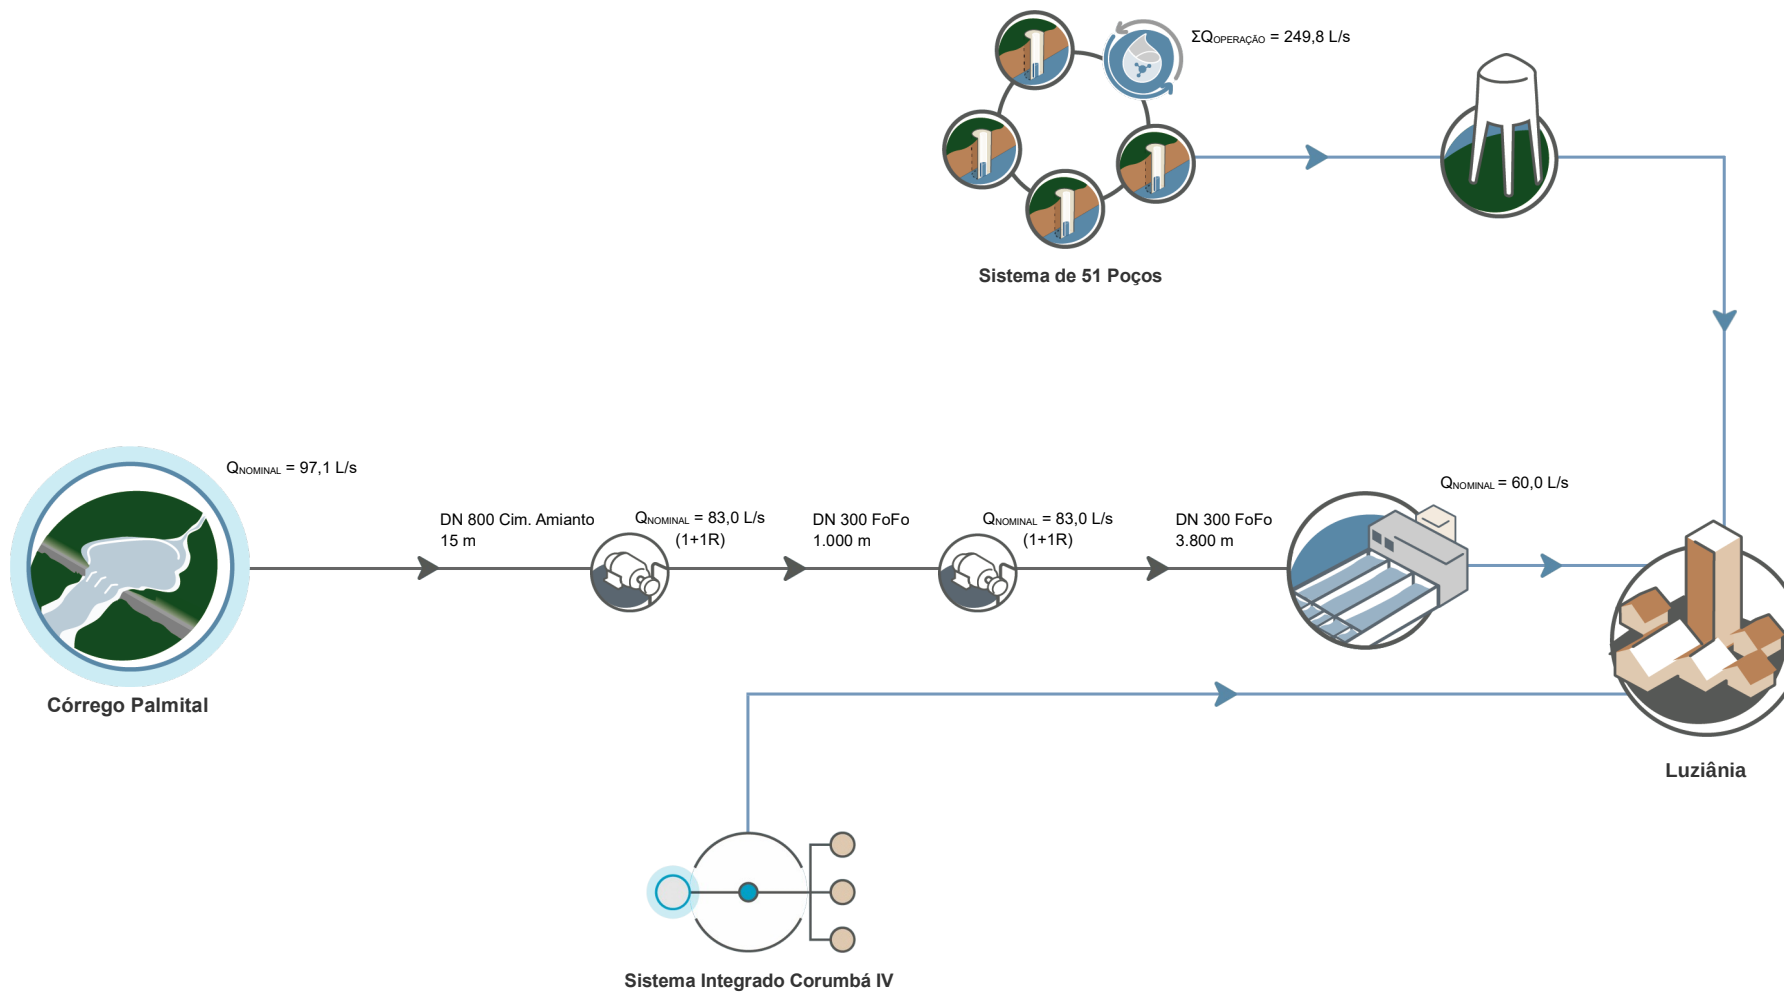 ΣQOPERAÇÃO = 249,8 L/s
Sistema de 51 Poços
QNOMINAL = 97,1 L/s
Córrego Palmital
DN 800 Cim. Amianto
15 m
QNOMINAL = 83,0 L/s
(1+1R)
DN 300 FoFo
1.000 m
QNOMINAL = 83,0 L/s
(1+1R)
DN 300 FoFo
3.800 m
QNOMINAL = 60,0 L/s
Luziânia
Sistema Integrado Corumbá IV